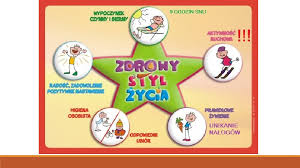 WYPOCZYNEK
CZYNNY I BIERNY
9 GODZIN SNU
AKTYWNOŚĆ
RUCHOWA
!!!
ZDROWY
STYL
ŻYCIA
RADOŚĆ, ZADOWOLENIE
POZYTYWNE NASTAWIENIE
HIGIENA
OSOBISTA
ODPOWIEDNI
UBIÓR
PRAWIDŁOWE
ŻYWIENIE
UNIKANIE
NAŁOGÓW